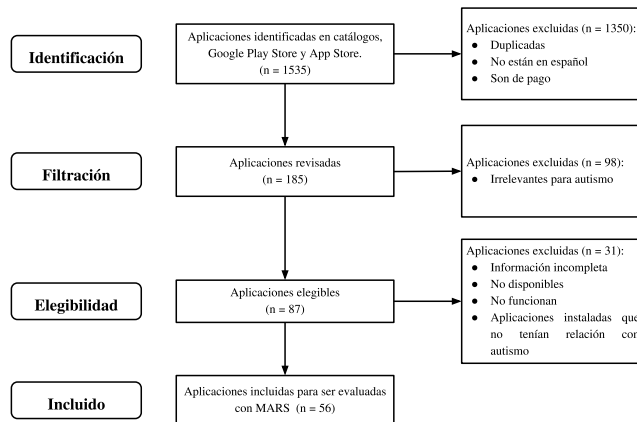 Identificación
Aplicaciones identificadas en catálogos,
Google Play Store y App Store.
(n = 1535)
Aplicaciones excluidas (n = 1350):
● Duplicadas
● No están en español
● Son de pago
Filtración
Aplicaciones revisadas
(n = 185)
Aplicaciones excluidas (n = 98):
● Irrelevantes para autismo
Elegibilidad
Aplicaciones elegibles
(n = 87)
Aplicaciones excluidas (n = 31):
● Información incompleta
● No disponibles
● No funcionan
● Aplicaciones instaladas que
no tenían relación con
autismo
Incluido
Aplicaciones incluidas para ser evaluadas
con MARS (n = 56)